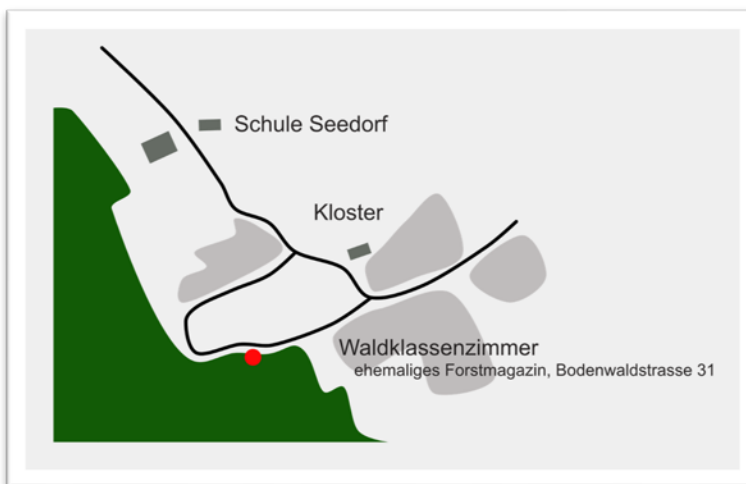 Schule Seedorf
Kloster
Waldklassenzimmer
ehemaliges Forstmagazin, Bodenwaldstrasse 31